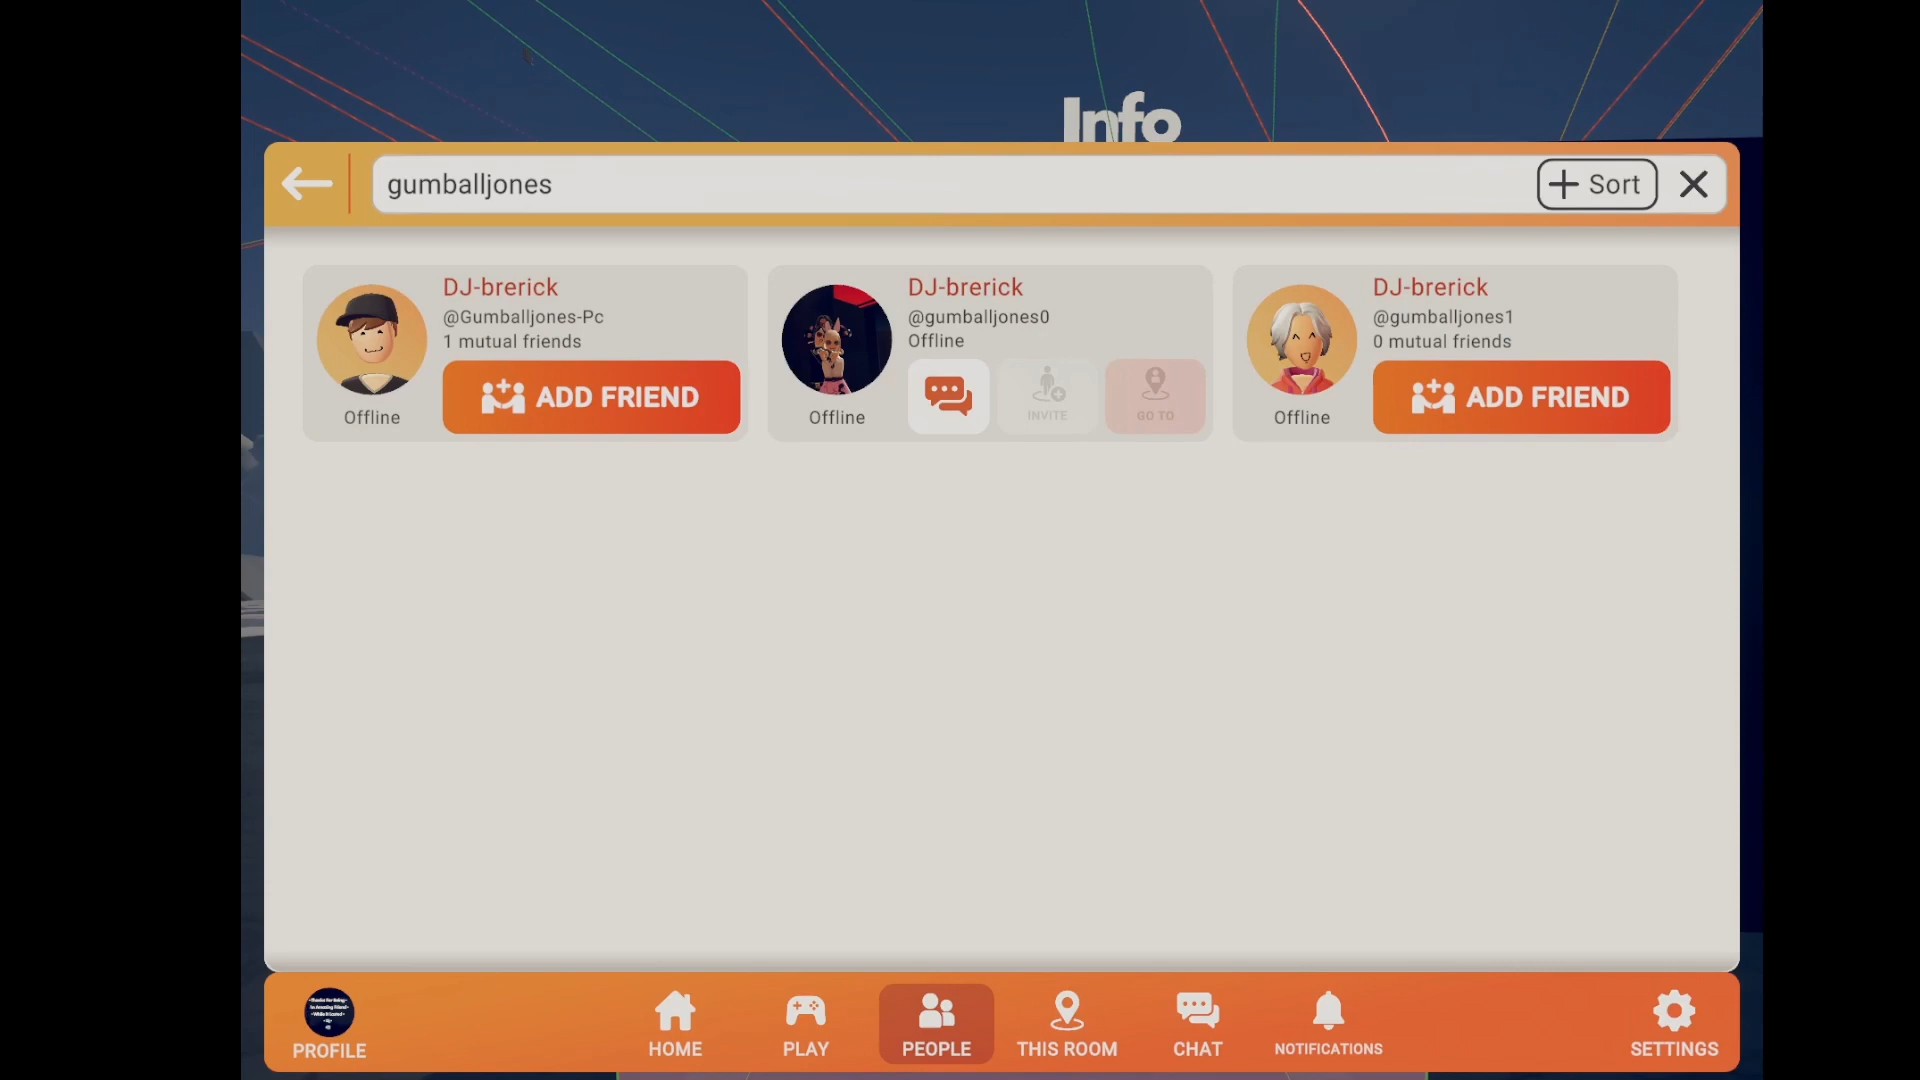 Info
gumballjones
Sort
DJ-brerick
@Gumballjones-Pc
1 mutual friends
ADD FRIEND
Offline
DJ-brerick
@gumballjones0
Offline
INVITE
GO TO
Offline
DJ-brerick
@gumballjones1
0 mutual friends
ADD FRIEND
Offline
PROFILE
HOME
PLAY
PEOPLE
THIS ROOM
CHAT
NOTIFICATIONS
SETTINGS